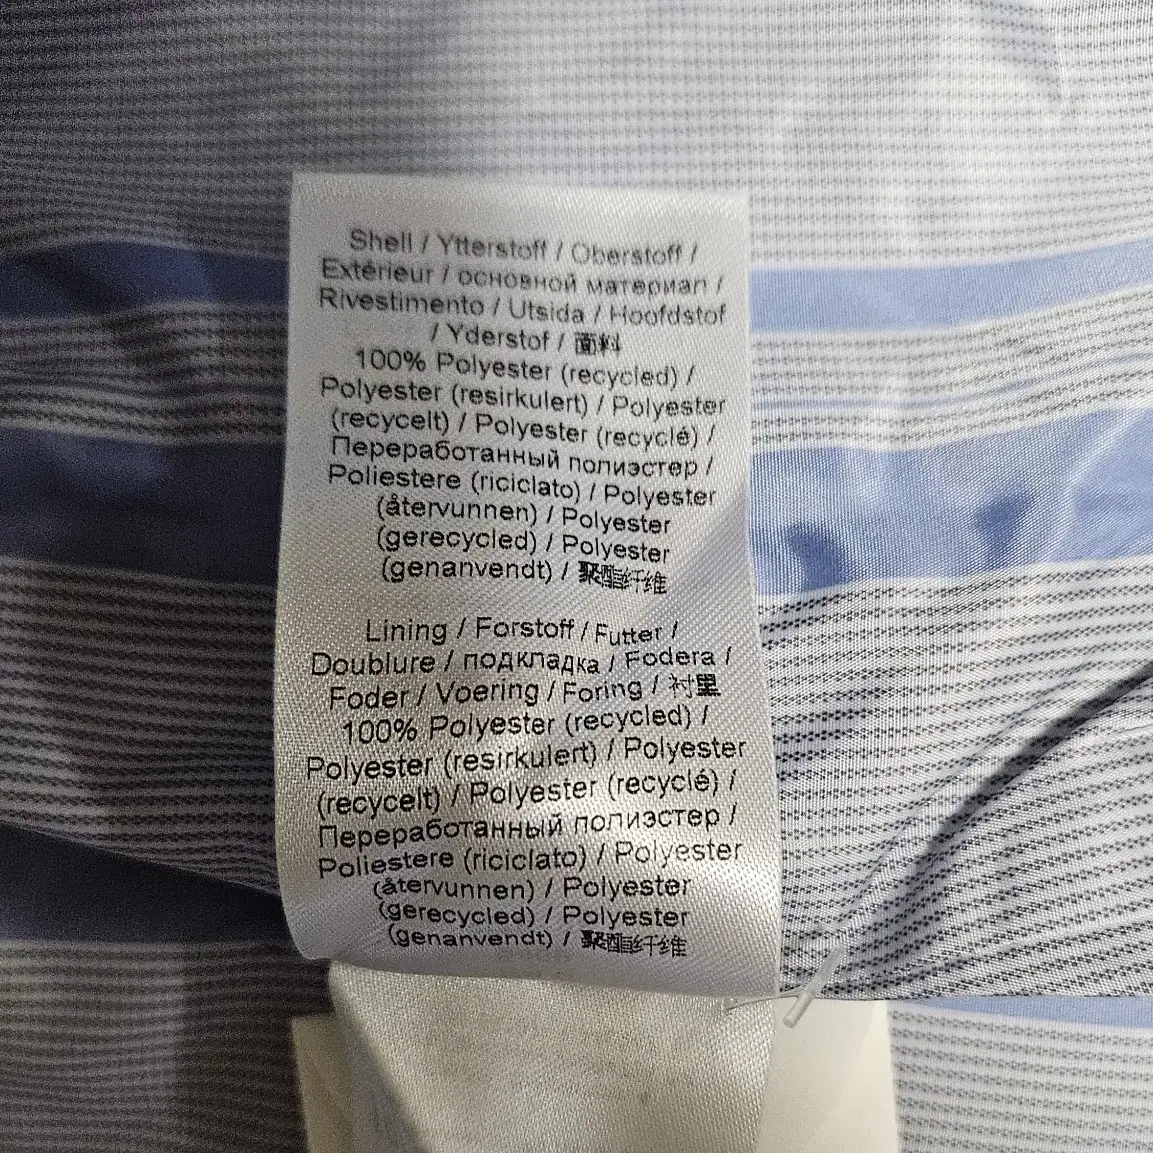 Shell / Ytterstoff / Oberstoff /
Extérieur / основной материал /
Rivestimento / Utsida / Hoofdstof
/ Yderstof / 面料
100% Polyester (recycled) /
Polyester (resirkulert) / Polyester
(recycelt) / Polyester (recyclé) /
Переработанный полиэстер /
Poliestere (riciclato) / Polyester
(återvunnen) / Polyester
(gerecycled) / Polyester
(genanvendt) / 聚酯纤维
Lining / Forstoff / Futter /
Doublure / подкладка / Fodera /
Foder / Voering / Foring / 衬里
100% Polyester (recycled) /
Polyester (resirkulert) / Polyester
(recycelt) / Polyester (recyclé) /
Переработанный полиэстер /
Poliestere (riciclato) / Polyester
(återvunnen) / Polyester
(gerecycled) / Polyester
(genanvendt) / 聚酯纤维